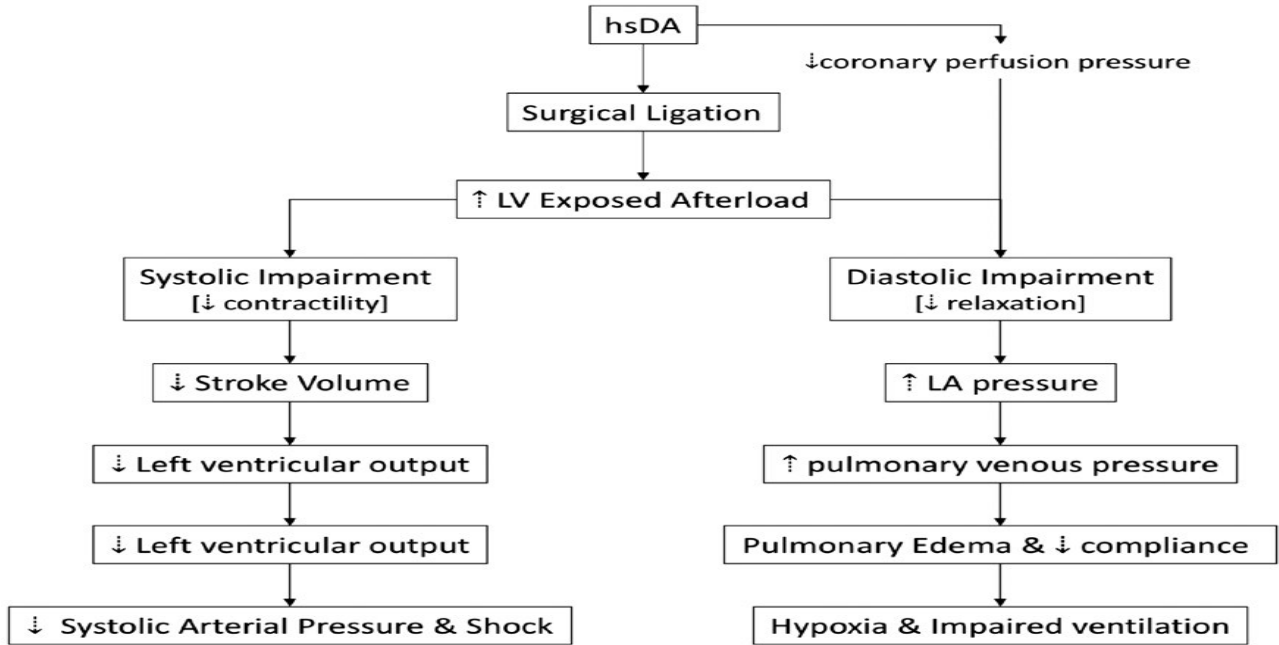 hsDA
↓coronary perfusion pressure
Surgical Ligation
↑ LV Exposed Afterload
Systolic Impairment
[↓ contractility]
Diastolic Impairment
[↓ relaxation]
↓ Stroke Volume
↑ LA pressure
↓ Left ventricular output
↑ pulmonary venous pressure
↓ Left ventricular output
Pulmonary Edema & ↓ compliance
↓ Systolic Arterial Pressure & Shock
Hypoxia & Impaired ventilation